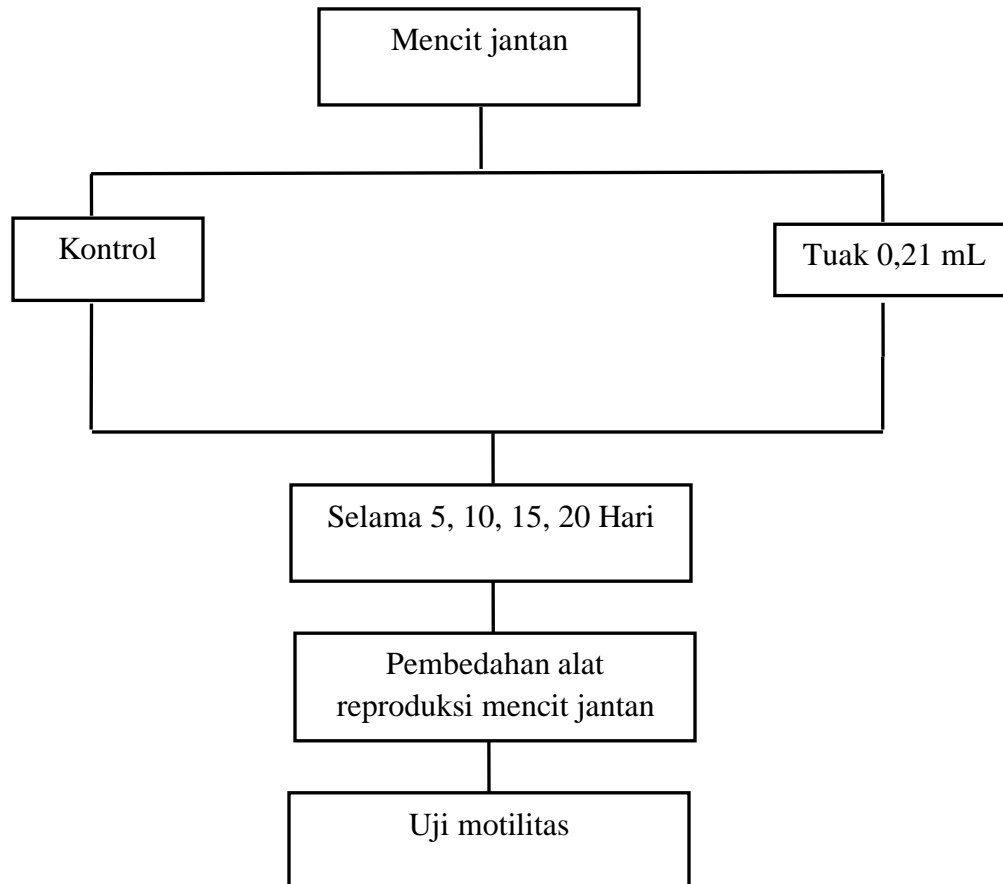 Mencit jantan
Kontrol
Tuak 0,21 mL
Selama 5, 10, 15, 20 Hari
Pembedahan alat
reproduksi mencit jantan
Uji motilitas